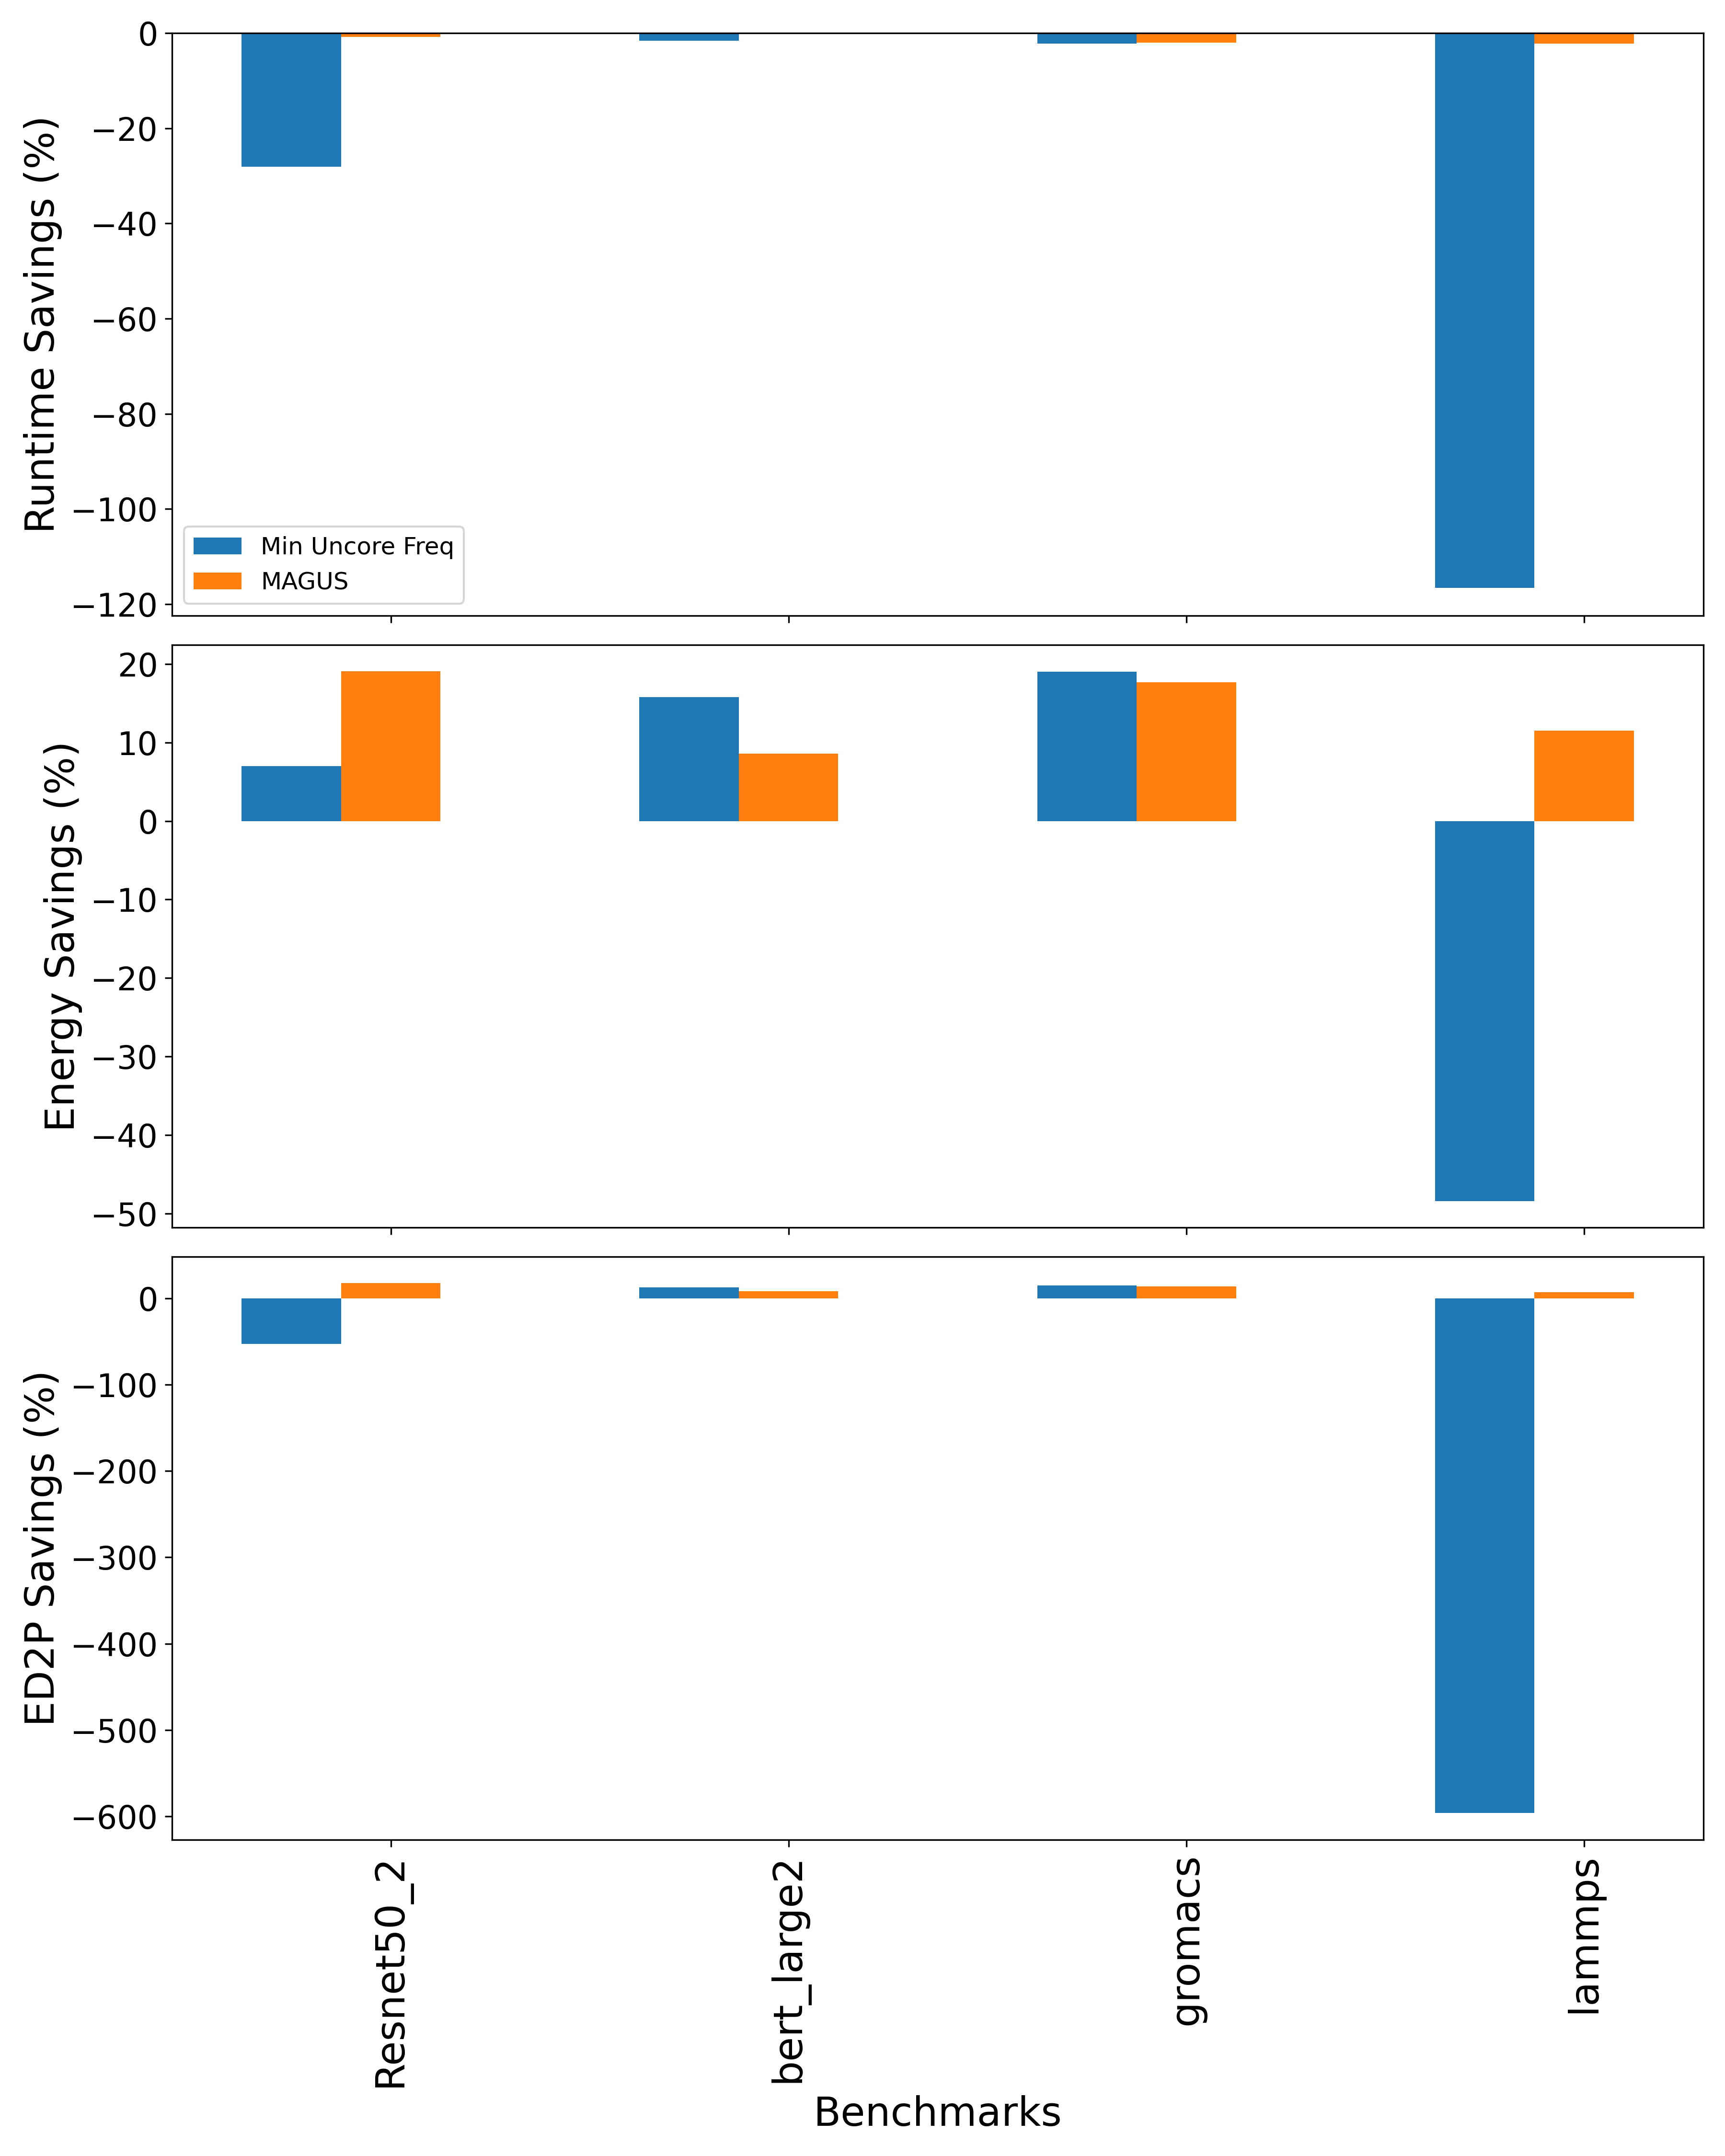 Runtime Savings (%)
0
−20
−40
−60
−80
−100
−120
Min Uncore Freq
MAGUS
Energy Savings (%)
20
10
0
−10
−20
−30
−40
−50
ED2P Savings (%)
0
−100
−200
−300
−400
−500
−600
Resnet50_2
bert_large2
gromacs
lammps
Benchmarks